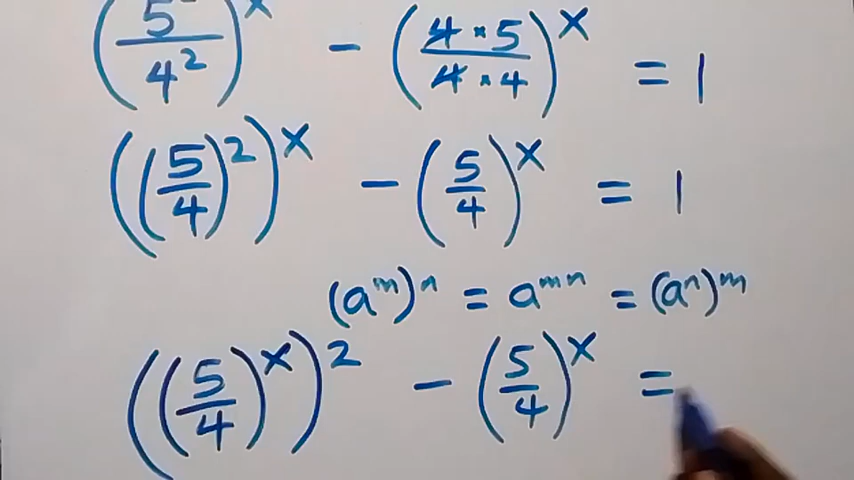 (5²/4²)^x - (4*5/4*4)^x = 1
((5/4)²)^x - (5/4)^x = 1
(a^m)^n = a^mn = (a^n)^m
((5/4)^x)² - (5/4)^x =